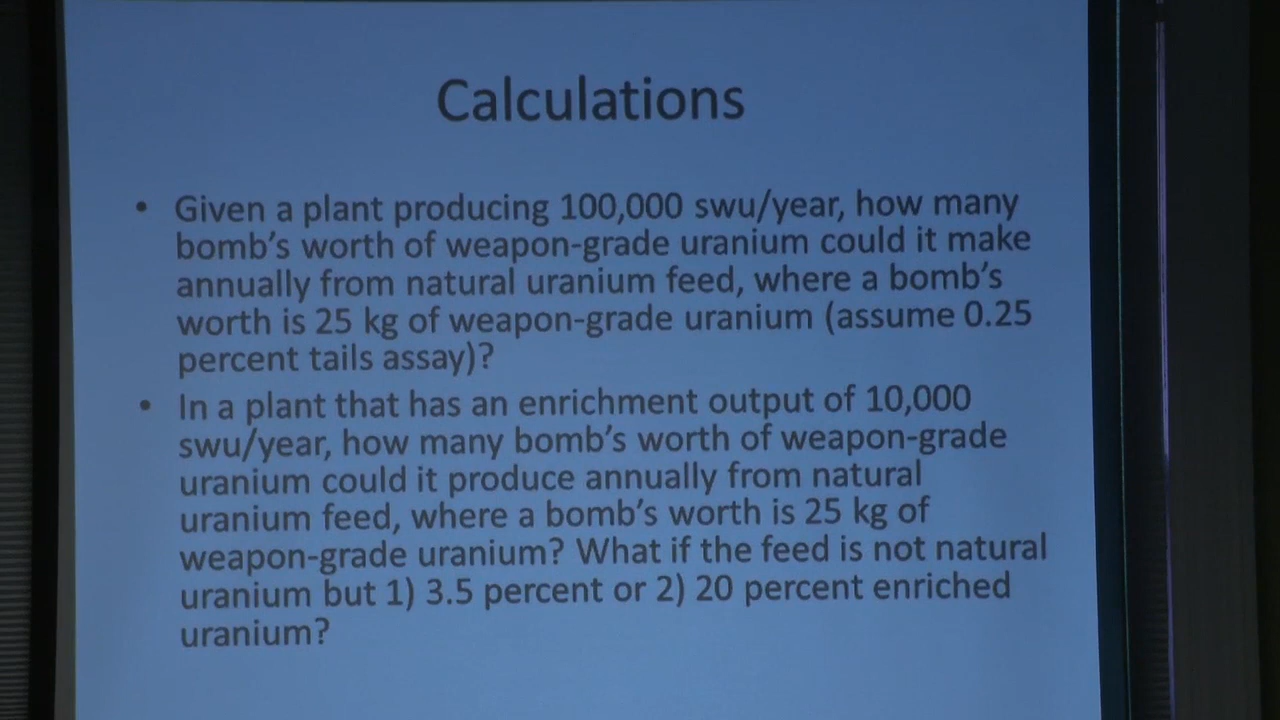 Calculations
• Given a plant producing 100,000 swu/year, how many
bomb's worth of weapon-grade uranium could it make
annually from natural uranium feed, where a bomb's
worth is 25 kg of weapon-grade uranium (assume 0.25
percent tails assay)?
• In a plant that has an enrichment output of 10,000
swu/year, how many bomb's worth of weapon-grade
uranium could it produce annually from natural
uranium feed, where a bomb's worth is 25 kg of
weapon-grade uranium? What if the feed is not natural
uranium but 1) 3.5 percent or 2) 20 percent enriched
uranium?